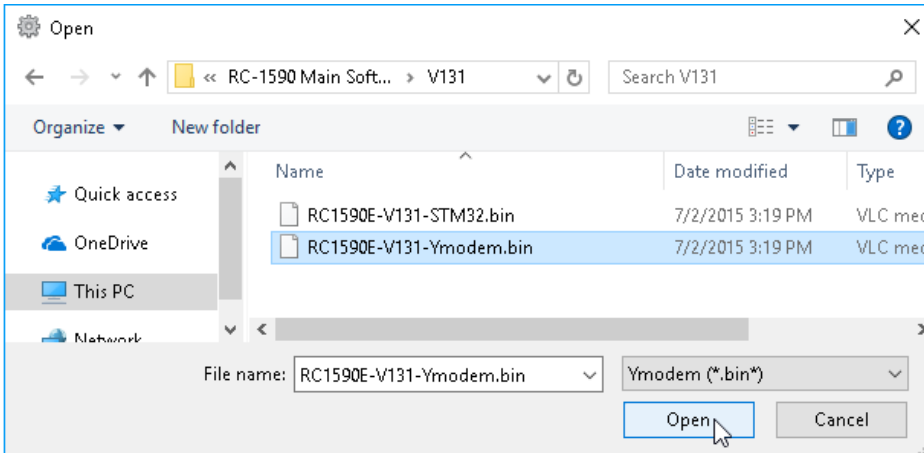 Open
« RC-1590 Main Soft... > V131
Search V131
Organize
New folder
Name
Date modified
Type
Quick access
OneDrive
This PC
Network
RC1590E-V131-STM32.bin
7/2/2015 3:19 PM
VLC med
RC1590E-V131-Ymodem.bin
7/2/2015 3:19 PM
VLC med
File name:
RC1590E-V131-Ymodem.bin
Ymodem (*.bin*)
Open
Cancel